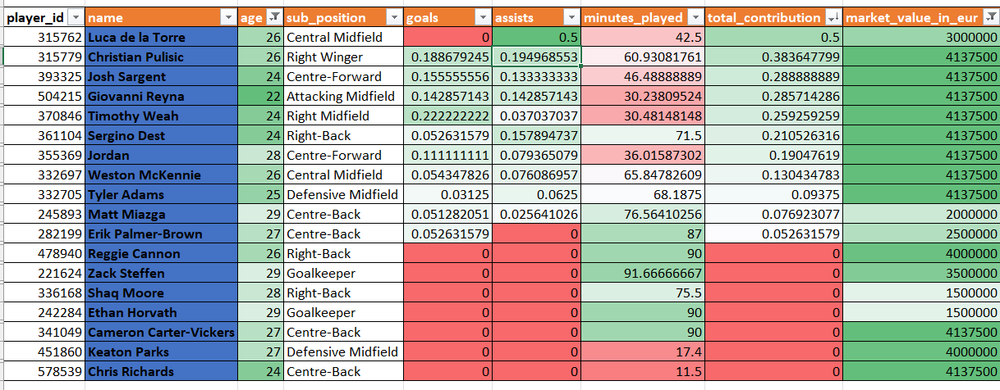 player_id name age sub_position goals assists minutes_played total_contribution market_value_in_eur
315762 Luca de la Torre 26 Central Midfield 0 0.5 42.5 0.5 3000000
315779 Christian Pulisic 26 Right Winger 0.188679245 0.194968553 60.93081761 0.383647799 4137500
393325 Josh Sargent 24 Centre-Forward 0.155555556 0.133333333 46.48888889 0.288888889 4137500
504215 Giovanni Reyna 22 Attacking Midfield 0.142857143 0.142857143 30.23809524 0.285714286 4137500
370846 Timothy Weah 24 Right Midfield 0.222222222 0.037037037 30.48148148 0.259259259 4137500
361104 Sergino Dest 24 Right-Back 0.052631579 0.157894737 71.5 0.210526316 4137500
355369 Jordan 28 Centre-Forward 0.111111111 0.079365079 36.01587302 0.19047619 4137500
332697 Weston McKennie 26 Central Midfield 0.054347826 0.076086957 65.84782609 0.130434783 4137500
332705 Tyler Adams 25 Defensive Midfield 0.03125 0.0625 68.1875 0.09375 4137500
245893 Matt Miazga 29 Centre-Back 0.051282051 0.025641026 76.56410256 0.076923077 2000000
282199 Erik Palmer-Brown 27 Centre-Back 0.052631579 0 87 0.052631579 2500000
478940 Reggie Cannon 26 Right-Back 0 0 90 0 4000000
221624 Zack Steffen 29 Goalkeeper 0 0 91.66666667 0 3500000
336168 Shaq Moore 28 Right-Back 0 0 75.5 0 1500000
242284 Ethan Horvath 29 Goalkeeper 0 0 90 0 1500000
341049 Cameron Carter-Vickers 27 Centre-Back 0 0 90 0 4137500
451860 Keaton Parks 27 Defensive Midfield 0 0 17.4 0 4000000
578539 Chris Richards 24 Centre-Back 0 0 11.5 0 4137500